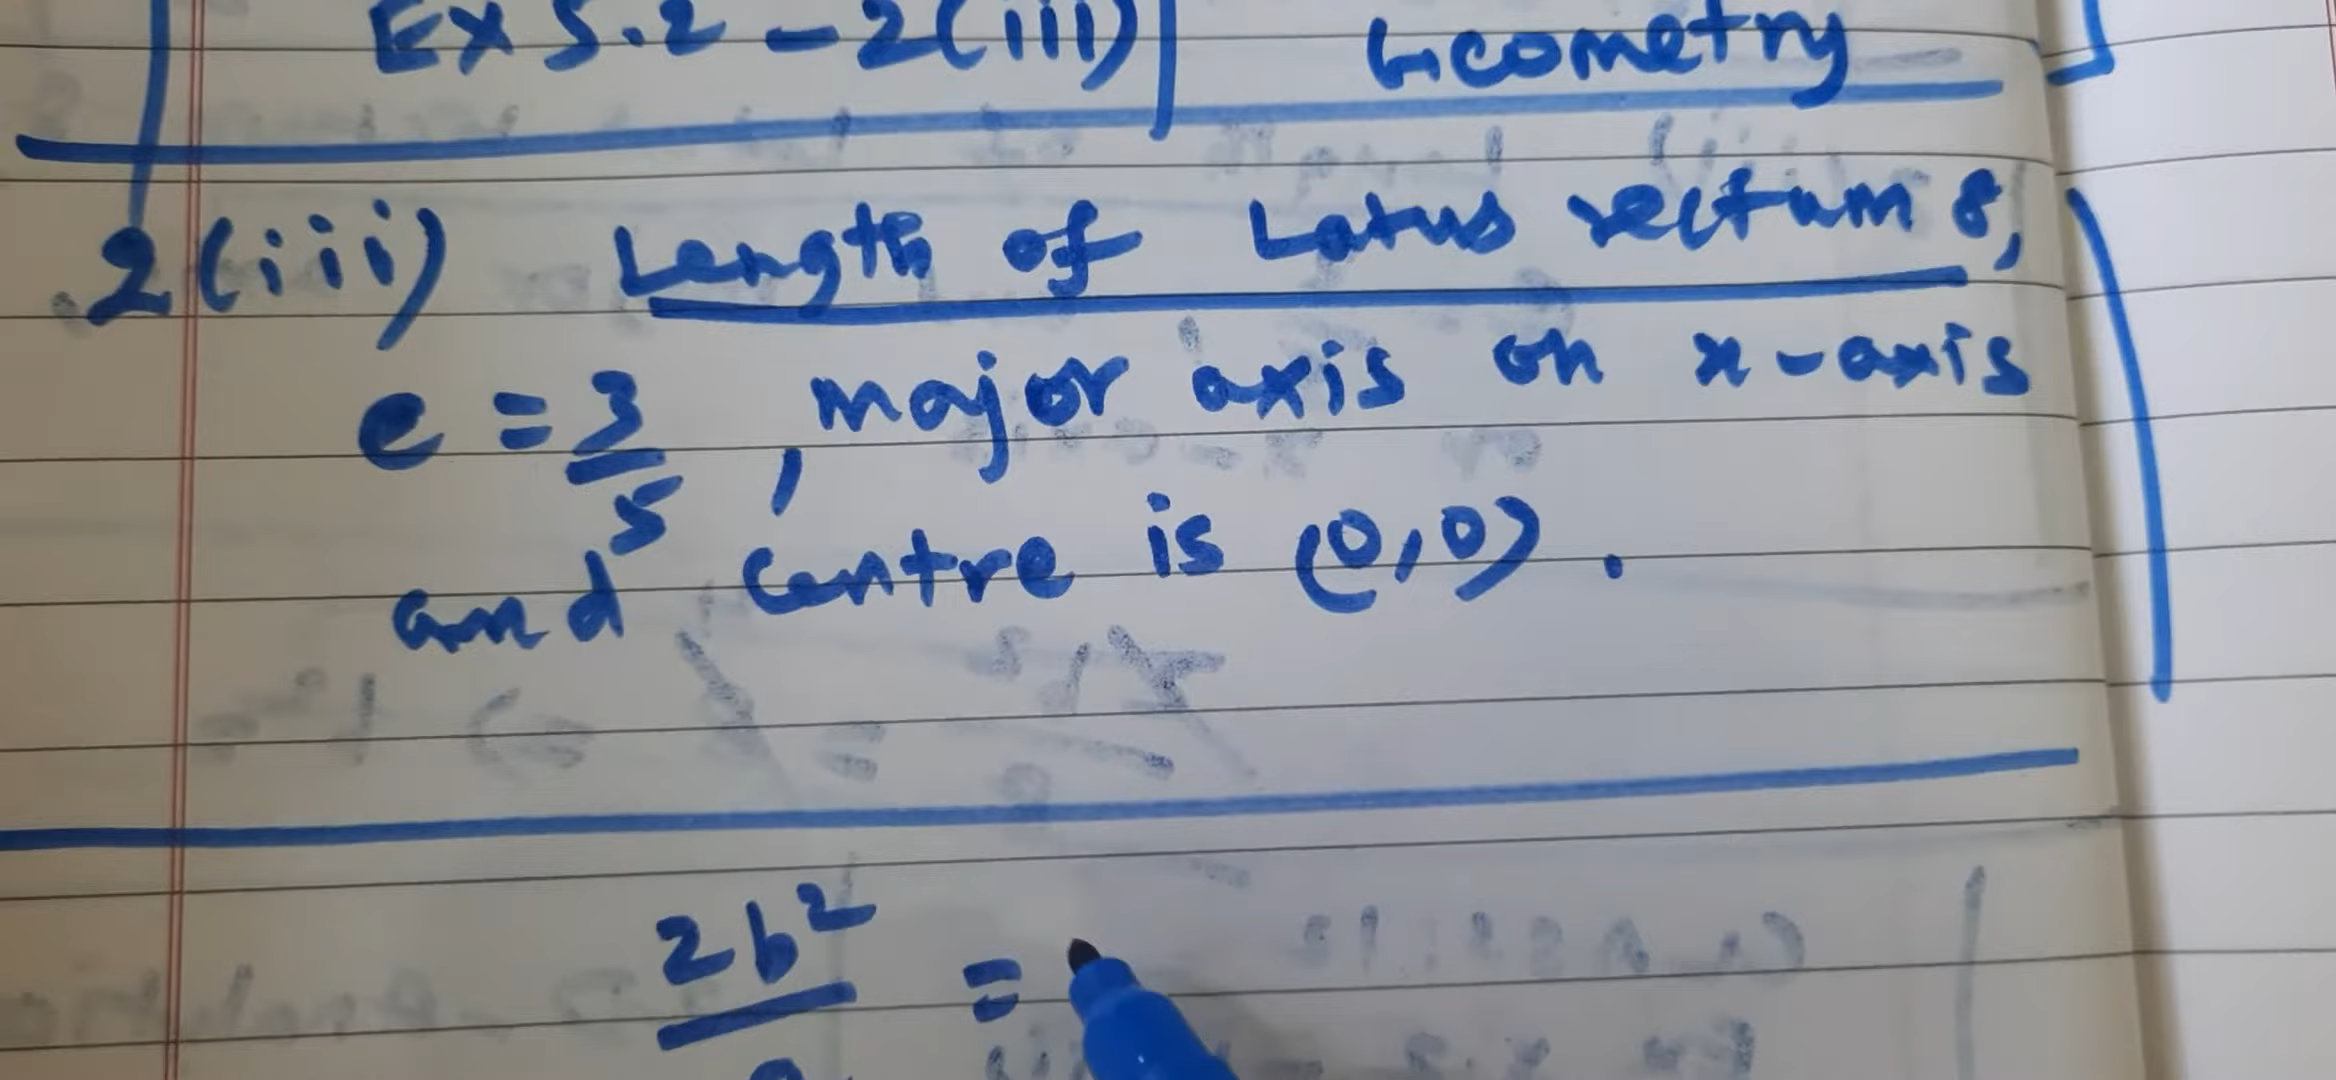 Ex 5.2 - 2(iii) Geometry
2(iii) Length of Latus rectum 8,
e = 3/5, major axis on x-axis
and centre is (0,0).
2b²/a =